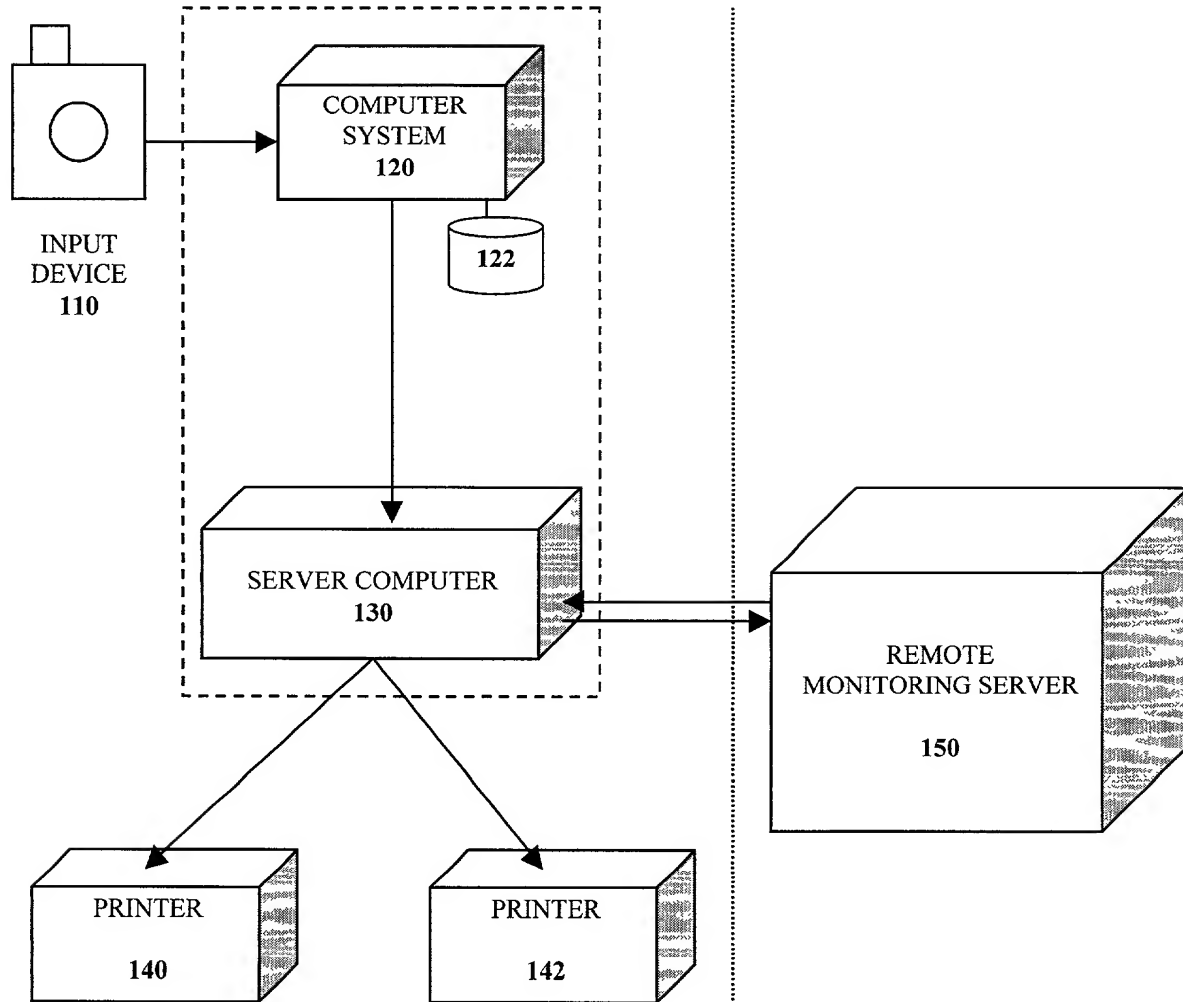 COMPUTER
SYSTEM
120
122
INPUT
DEVICE
110
SERVER COMPUTER
130
REMOTE
MONITORING SERVER
150
PRINTER
140
PRINTER
142